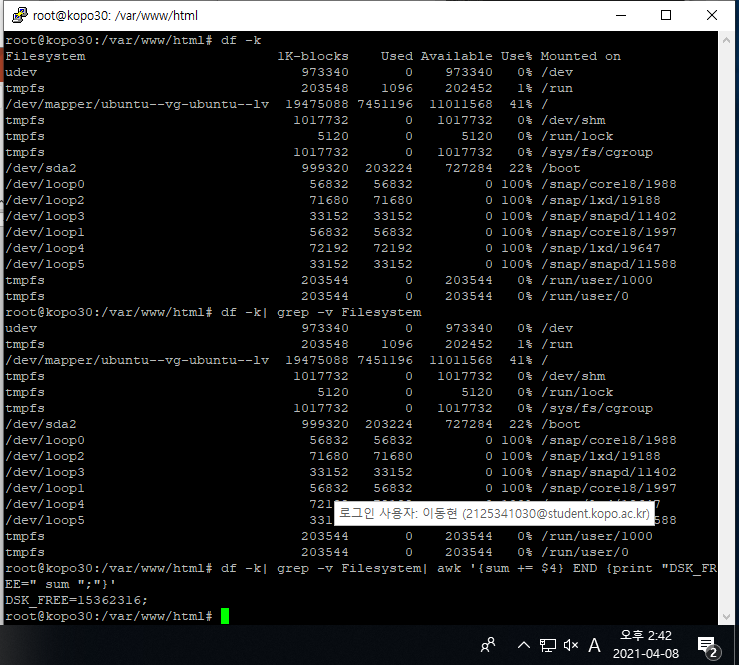 root@kopo30: /var/www/html
root@kopo30:/var/www/html# df -k
Filesystem 1K-blocks Used Available Use% Mounted on
udev 973340 0 973340 0% /dev
tmpfs 203548 1096 202452 1% /run
/dev/mapper/ubuntu--vg-ubuntu--lv 19475088 7451196 11011568 41% /
tmpfs 1017732 0 1017732 0% /dev/shm
tmpfs 5120 0 5120 0% /run/lock
tmpfs 1017732 0 1017732 0% /sys/fs/cgroup
/dev/sda2 999320 203224 727284 22% /boot
/dev/loop0 56832 56832 0 100% /snap/core18/1988
/dev/loop2 71680 71680 0 100% /snap/lxd/19188
/dev/loop3 33152 33152 0 100% /snap/snapd/11402
/dev/loop1 56832 56832 0 100% /snap/core18/1997
/dev/loop4 72192 72192 0 100% /snap/lxd/19647
/dev/loop5 33152 33152 0 100% /snap/snapd/11588
tmpfs 203544 0 203544 0% /run/user/1000
tmpfs 203544 0 203544 0% /run/user/0
root@kopo30:/var/www/html# df -k| grep -v Filesystem
udev 973340 0 973340 0% /dev
tmpfs 203548 1096 202452 1% /run
/dev/mapper/ubuntu--vg-ubuntu--lv 19475088 7451196 11011568 41% /
tmpfs 1017732 0 1017732 0% /dev/shm
tmpfs 5120 0 5120 0% /run/lock
tmpfs 1017732 0 1017732 0% /sys/fs/cgroup
/dev/sda2 999320 203224 727284 22% /boot
/dev/loop0 56832 56832 0 100% /snap/core18/1988
/dev/loop2 71680 71680 0 100% /snap/lxd/19188
/dev/loop3 33152 33152 0 100% /snap/snapd/11402
/dev/loop1 56832 56832 0 100% /snap/core18/1997
/dev/loop4
로그인 사용자: 이동현 (2125341030@student.kopo.ac.kr)
/dev/loop5
tmpfs 203544 0 203544 0% /run/user/1000
tmpfs 203544 0 203544 0% /run/user/0
root@kopo30:/var/www/html# df -k| grep -v Filesystem| awk '{sum += $4} END {print "DSK_FR
EE=" sum ";"}'
DSK_FREE=15362316;
root@kopo30:/var/www/html#
A
오후 2:42
2021-04-08
2